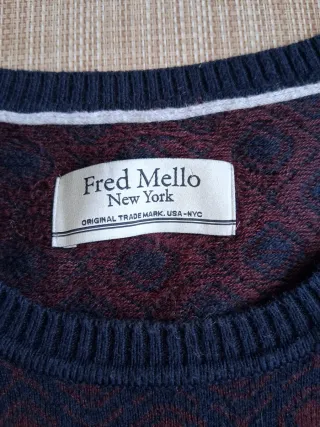 Fred Mello
New York
ORIGINAL TRADE MARK. USA-NYC